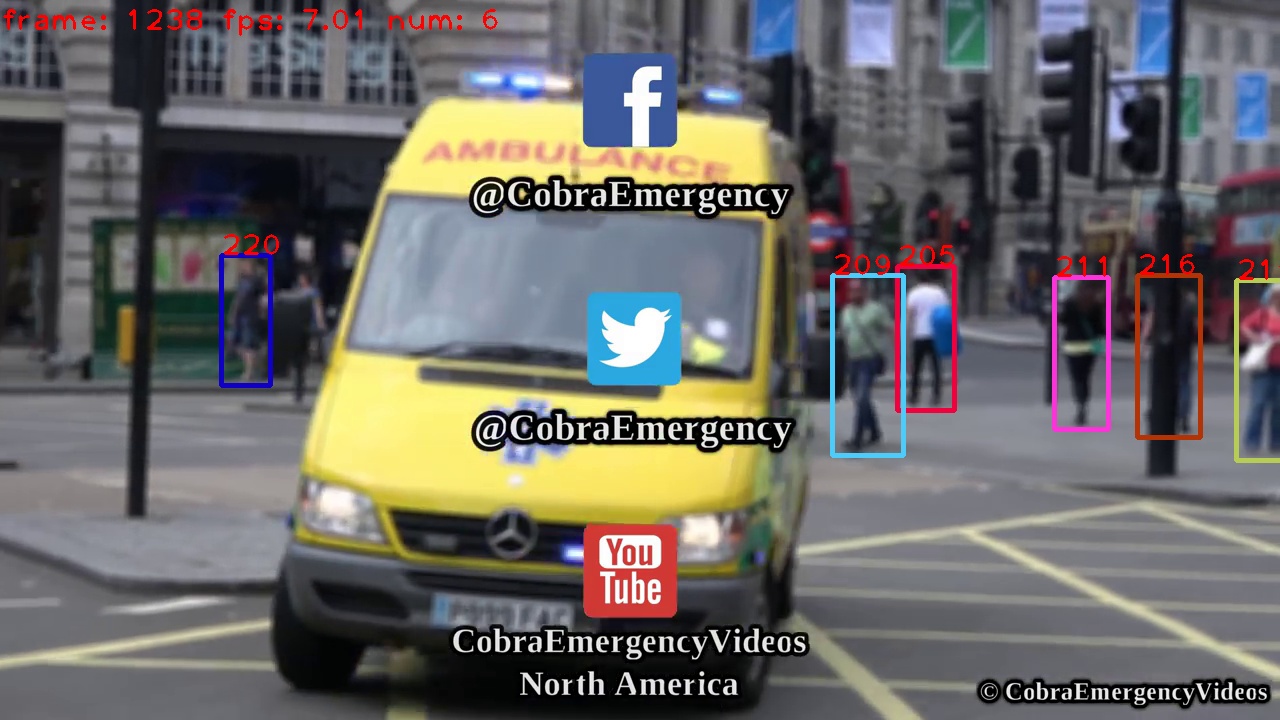 frame: 1238 fps: 7.01 num: 6
AMBULANCE
@CobraEmergency
220
209
205
211
216
21
@CobraEmergency
You
Tube
CobraEmergencyVideos
North America
© CobraEmergencyVideos